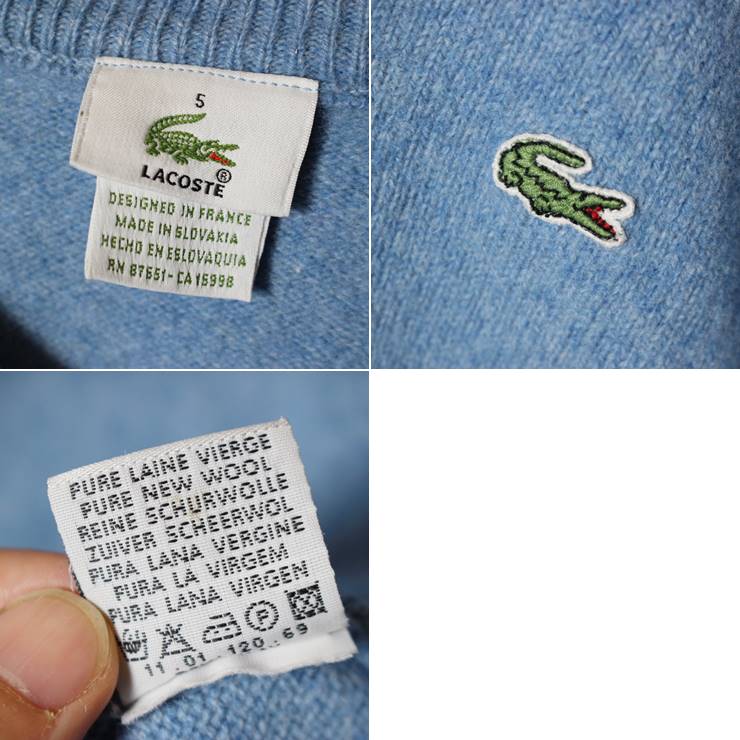 5
LACOSTE®
DESIGNED IN FRANCE
MADE IN SLOVAKIA
HECHO EN ESLOVAQUIA
RN 87651 - CA 15998
PURE LAINE VIERGE
PURE NEW WOOL
REINE SCHURWOLLE
ZUIVER SCHEERWOL
PURA LANA VERGINE
PURA LA VIRGEM
PURA LANA VIRGEN
P
11 . 01 . 120 . 69